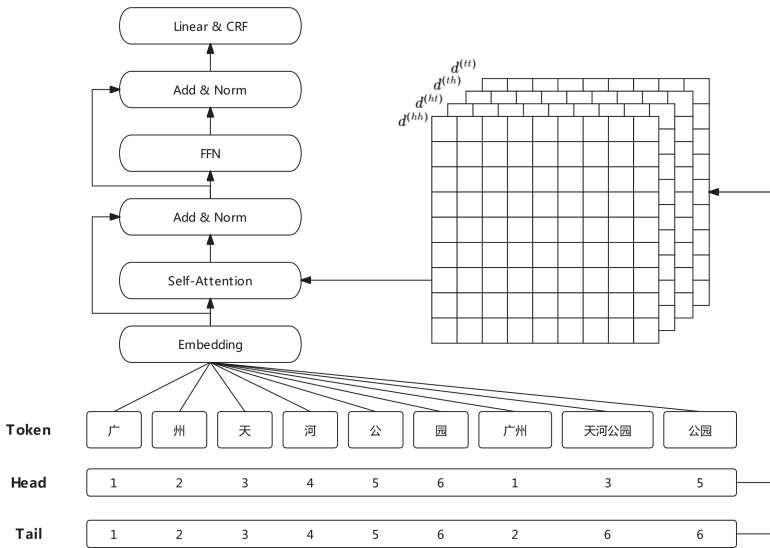 Linear & CRF
Add & Norm
FFN
Add & Norm
Self-Attention
Embedding
d(tt)
d(th)
d(ht)
d(hh)
Token 广 州 天 河 公 园 广州 天河公园 公园
Head 1 2 3 4 5 6 1 3 5
Tail 1 2 3 4 5 6 2 6 6